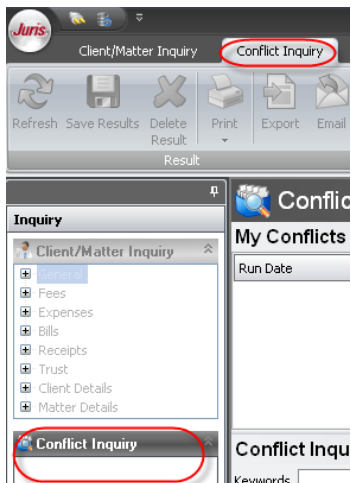 Juris
Client/Matter Inquiry Conflict Inquiry
Refresh Save Results Delete Result Print Export Email
Result
Inquiry
Client/Matter Inquiry
General
Fees
Expenses
Bills
Receipts
Trust
Client Details
Matter Details
Conflict Inquiry
Conflic
My Conflicts
Run Date
Conflict Inqu
Keywords